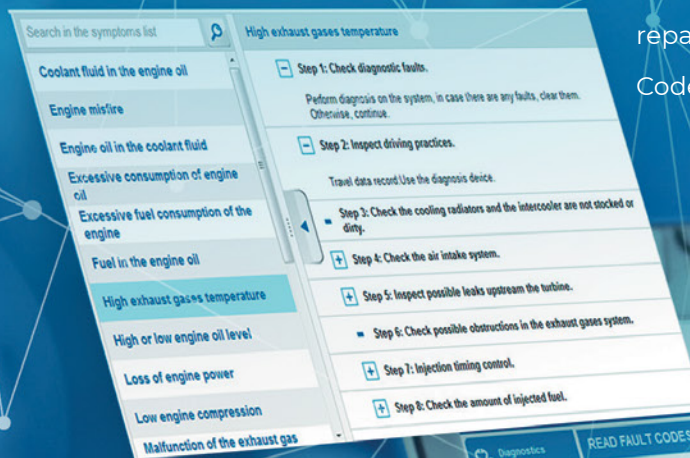 Search in the symptoms list
Coolant fluid in the engine oil
Engine misfire
Engine oil in the coolant fluid
Excessive consumption of engine
oil
Excessive fuel consumption of the
engine
Fuel in the engine oil
High exhaust gases temperature
High or low engine oil level
Loss of engine power
Low engine compression
Malfunction of the exhaust gas
High exhaust gases temperature
Step 1: Check diagnostic faults.
Perform diagnosis on the system, in case there are any faults, clear them.
Otherwise, continue.
Step 2: Inspect driving practices.
Travel data record:Use the diagnosis device.
Step 3: Check the cooling radiators and the intercooler are not stocked or
dirty.
Step 4: Check the air intake system.
Step 5: Inspect possible leaks upstream the turbine.
Step 6: Check possible obstructions in the exhaust gases system.
Step 7: Injection timing control.
Step 8: Check the amount of injected fuel.
repa
Code
Diagnostics
READ FAULT CODES